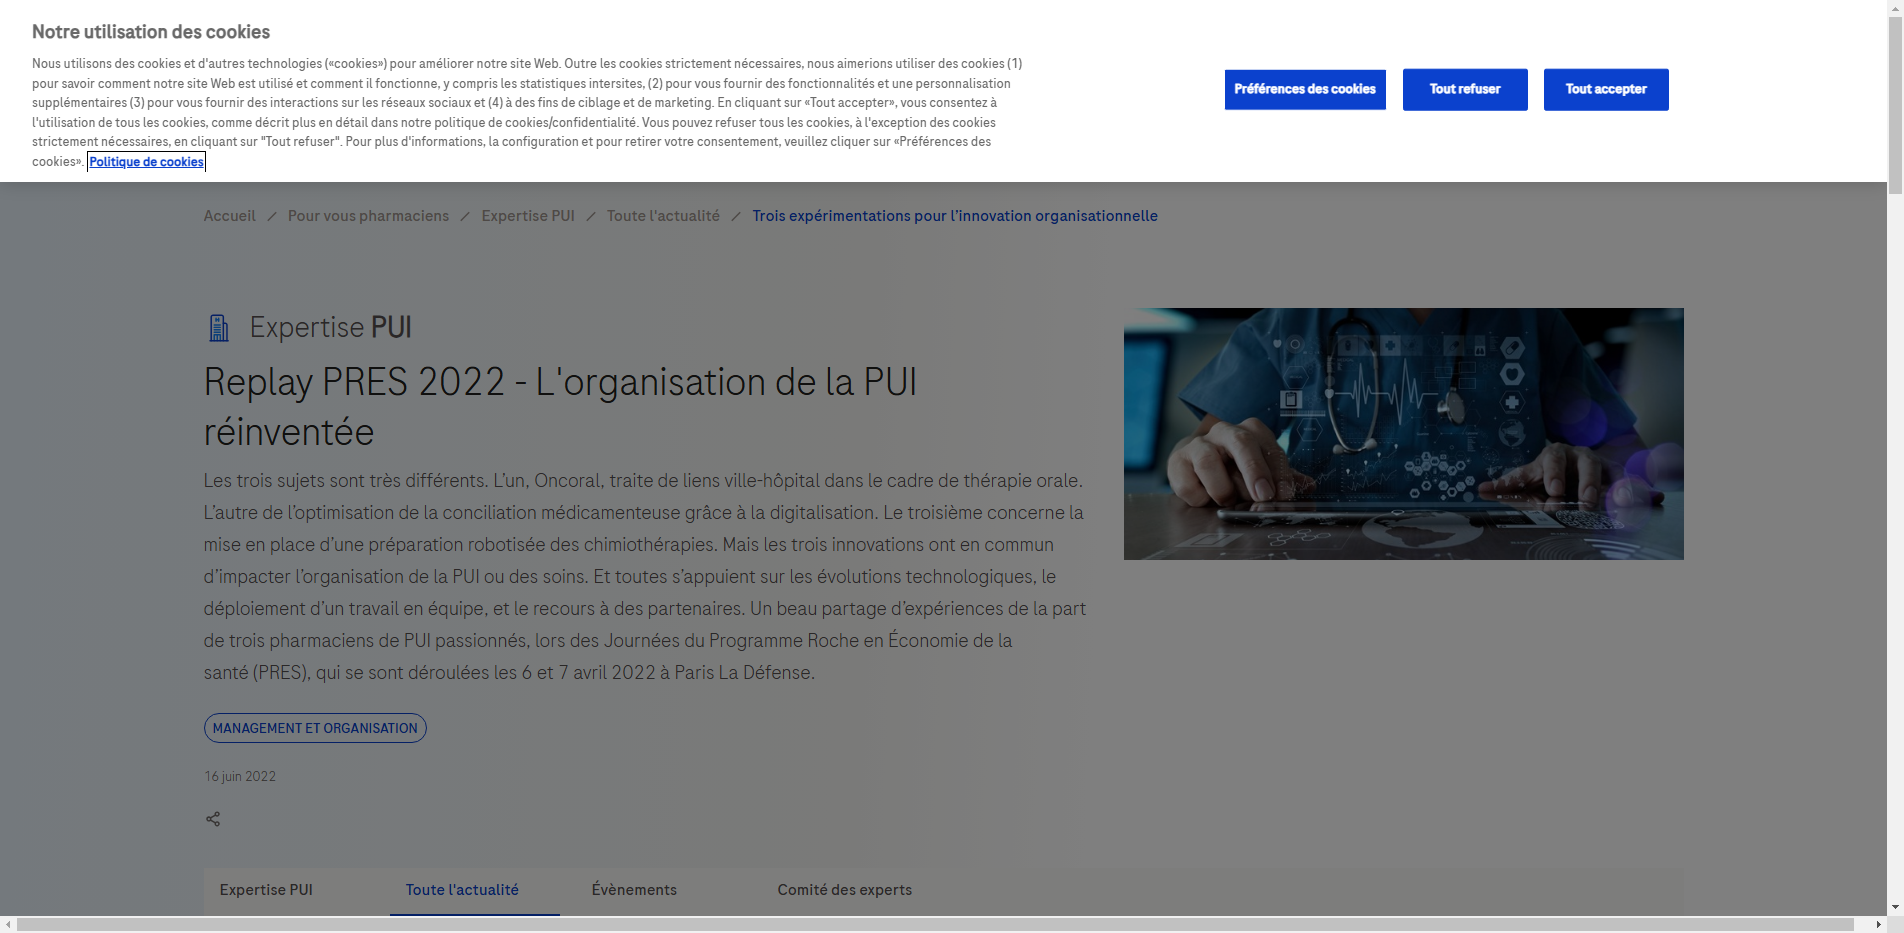 Notre utilisation des cookies
Nous utilisons des cookies et d'autres technologies («cookies») pour améliorer notre site Web. Outre les cookies strictement nécessaires, nous aimerions utiliser des cookies (1)
pour savoir comment notre site Web est utilisé et comment il fonctionne, y compris les statistiques intersites, (2) pour vous fournir des fonctionnalités et une personnalisation
supplémentaires (3) pour vous fournir des interactions sur les réseaux sociaux et (4) à des fins de ciblage et de marketing. En cliquant sur «Tout accepter», vous consentez à
l'utilisation de tous les cookies, comme décrit plus en détail dans notre politique de cookies/confidentialité. Vous pouvez refuser tous les cookies, à l'exception des cookies
strictement nécessaires, en cliquant sur "Tout refuser". Pour plus d'informations, la configuration et pour retirer votre consentement, veuillez cliquer sur «Préférences des
cookies». Politique de cookies
Préférences des cookies
Tout refuser
Tout accepter
Accueil / Pour vous pharmaciens / Expertise PUI / Toute l'actualité / Trois expérimentations pour l’innovation organisationnelle
Expertise PUI
Replay PRES 2022 - L'organisation de la PUI
réinventée
Les trois sujets sont très différents. L’un, Oncoral, traite de liens ville-hôpital dans le cadre de thérapie orale.
L’autre de l’optimisation de la conciliation médicamenteuse grâce à la digitalisation. Le troisième concerne la
mise en place d’une préparation robotisée des chimiothérapies. Mais les trois innovations ont en commun
d’impacter l’organisation de la PUI ou des soins. Et toutes s’appuient sur les évolutions technologiques, le
déploiement d’un travail en équipe, et le recours à des partenaires. Un beau partage d’expériences de la part
de trois pharmaciens de PUI passionnés, lors des Journées du Programme Roche en Économie de la
santé (PRES), qui se sont déroulées les 6 et 7 avril 2022 à Paris La Défense.
MANAGEMENT ET ORGANISATION
16 juin 2022
Expertise PUI
Toute l'actualité
Évènements
Comité des experts